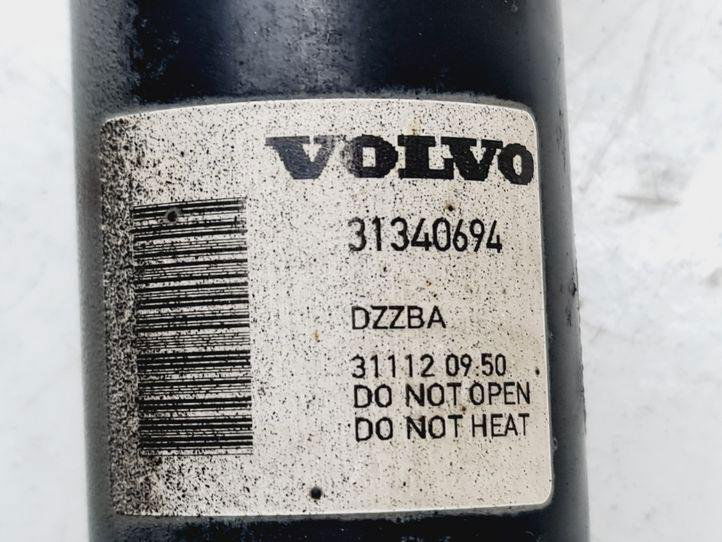 VOLVO
31340694
DZZBA
31112 09:50
DO NOT OPEN
DO NOT HEAT